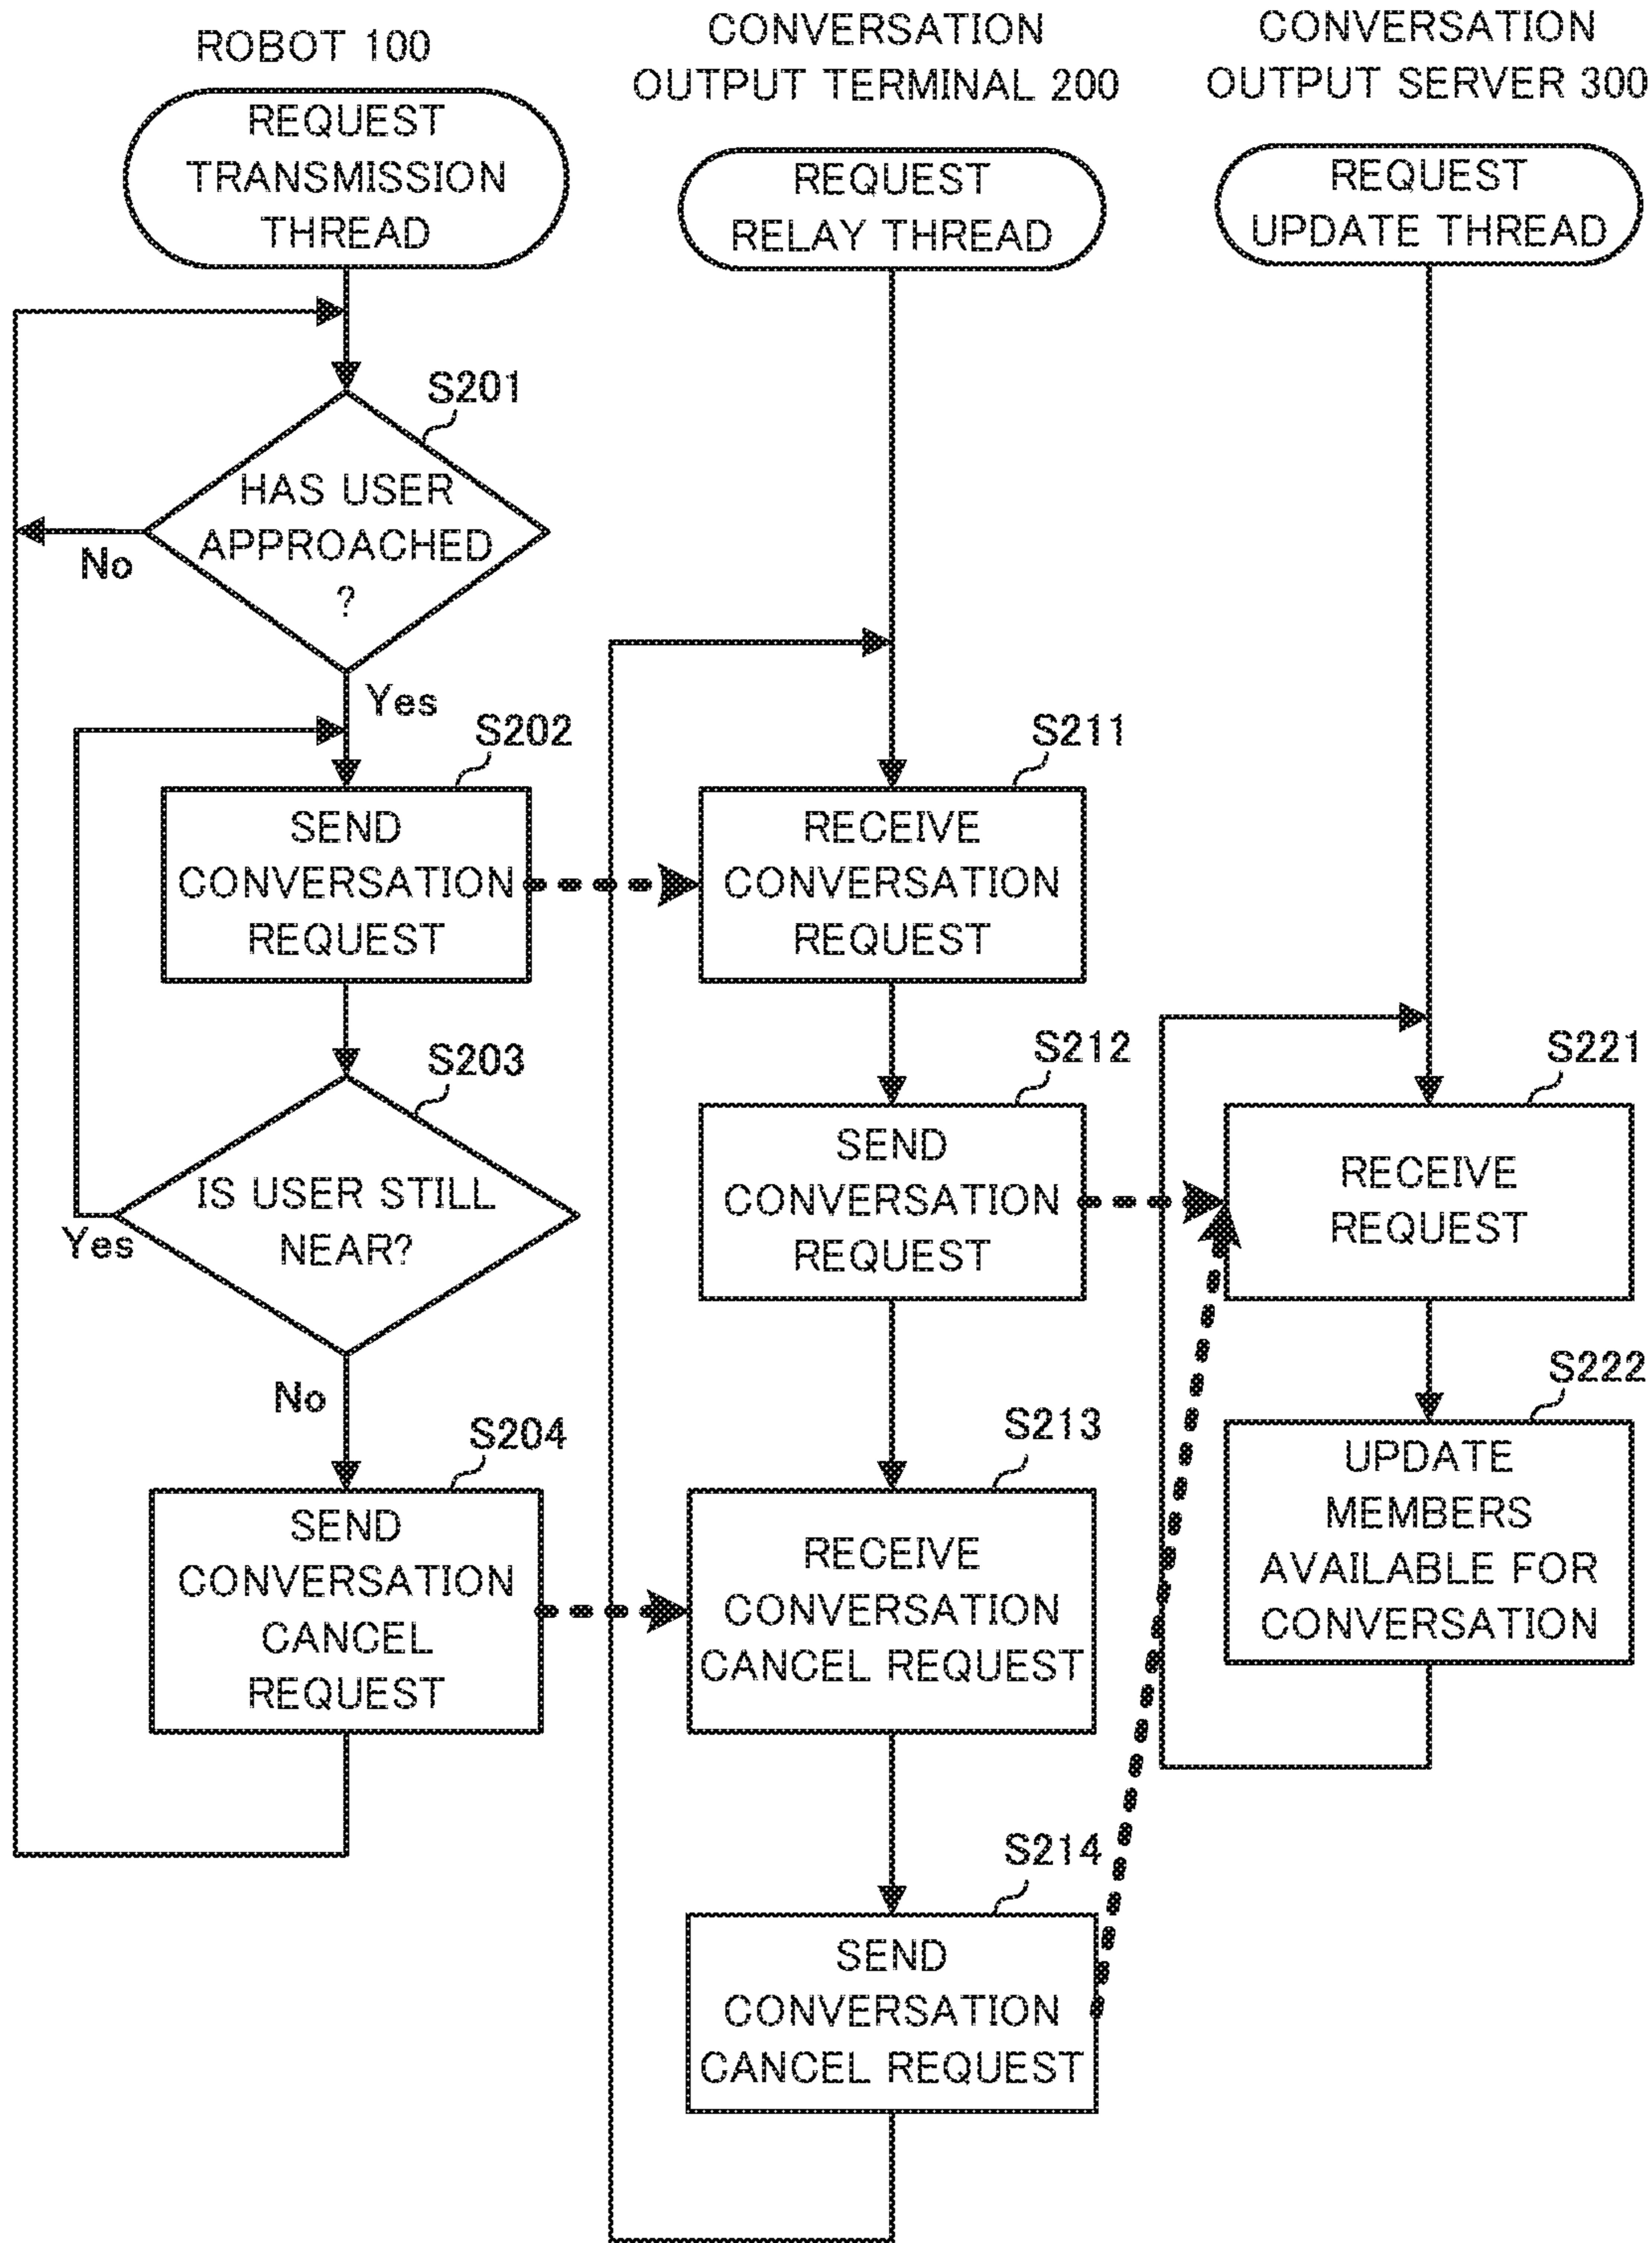 ROBOT 100
REQUEST
TRANSMISSION
THREAD
S201
HAS USER
APPROACHED
?
No
Yes
S202
SEND
CONVERSATION
REQUEST
S203
IS USER STILL
NEAR?
Yes
No
S204
SEND
CONVERSATION
CANCEL
REQUEST
CONVERSATION
OUTPUT TERMINAL 200
REQUEST
RELAY THREAD
S211
RECEIVE
CONVERSATION
REQUEST
S212
SEND
CONVERSATION
REQUEST
S213
RECEIVE
CONVERSATION
CANCEL REQUEST
S214
SEND
CONVERSATION
CANCEL REQUEST
CONVERSATION
OUTPUT SERVER 300
REQUEST
UPDATE THREAD
S221
RECEIVE
REQUEST
S222
UPDATE
MEMBERS
AVAILABLE FOR
CONVERSATION